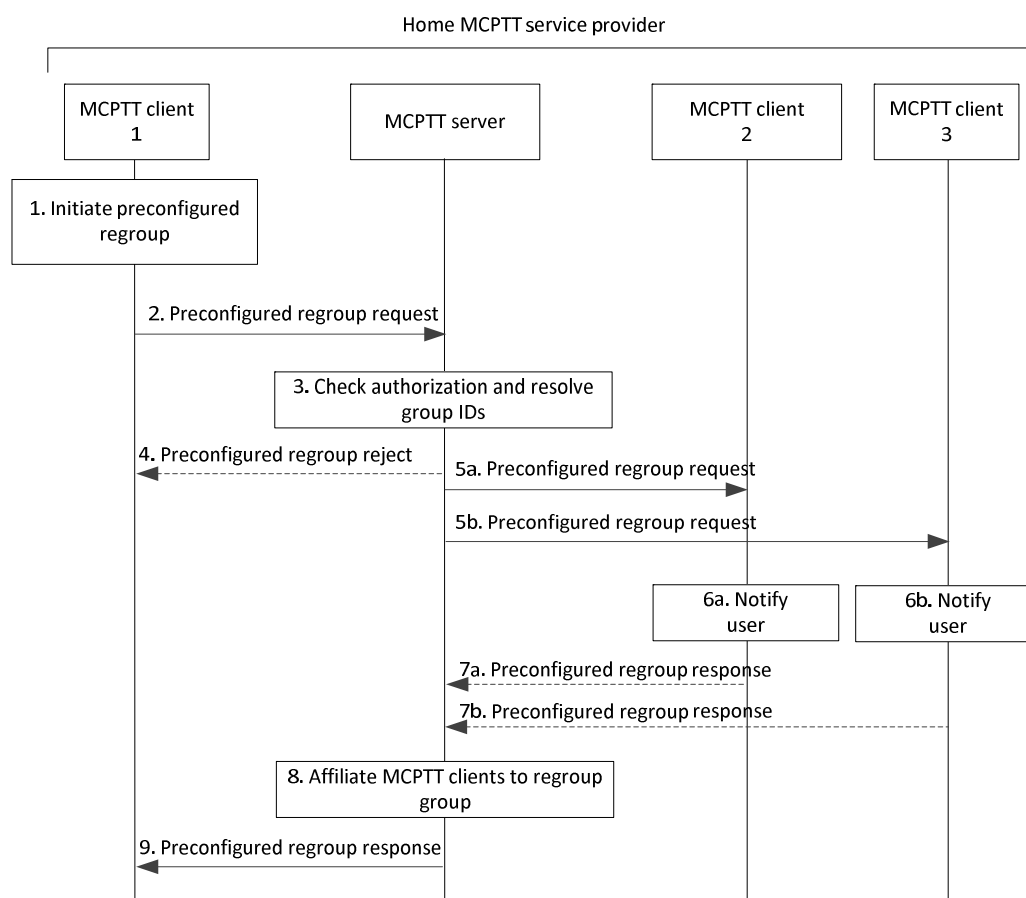 Home MCPTT service provider
MCPTT client
1
MCPTT server
MCPTT client
2
MCPTT client
3
1. Initiate preconfigured
regroup
2. Preconfigured regroup request
3. Check authorization and resolve
group IDs
4. Preconfigured regroup reject
5a. Preconfigured regroup request
5b. Preconfigured regroup request
6a. Notify
user
6b. Notify
user
7a. Preconfigured regroup response
7b. Preconfigured regroup response
8. Affiliate MCPTT clients to regroup
group
9. Preconfigured regroup response